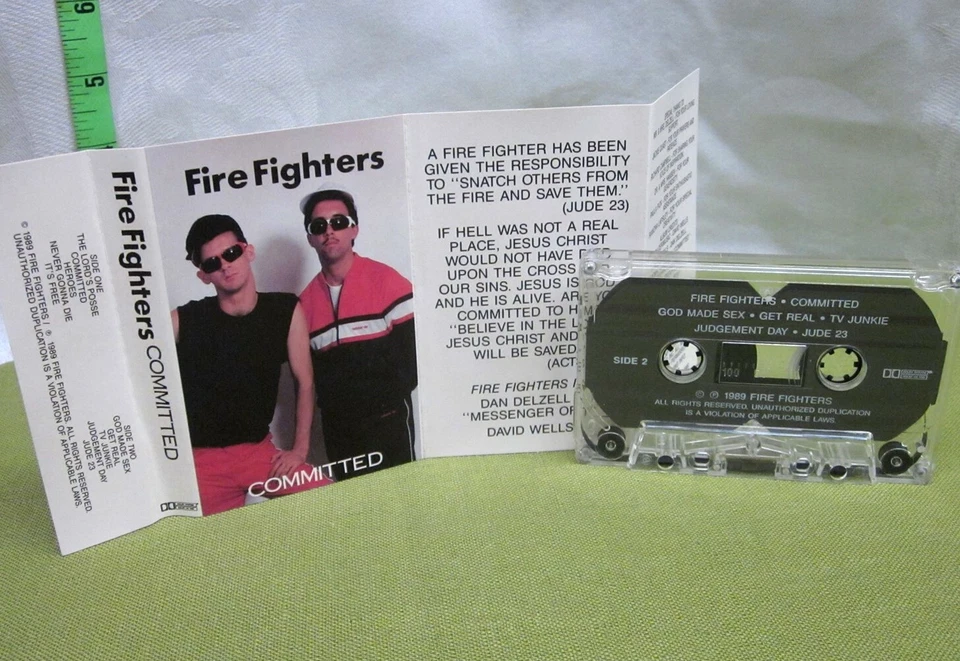 9
5
SIDE ONE
THE LORD'S POSSE
COMMITTED
HEROES
NEVER GONNA DIE
IT'S FREE
SIDE TWO
GOD MADE SEX
GET REAL
TV JUNKIE
JUDGEMENT DAY
JUDE 23
© 1989 FIRE FIGHTERS / ℗ 1989 FIRE FIGHTERS. ALL RIGHTS RESERVED.
UNAUTHORIZED DUPLICATION IS A VIOLATION OF APPLICABLE LAWS.
Fire Fighters COMMITTED
Fire Fighters
COMMITTED
A FIRE FIGHTER HAS BEEN
GIVEN THE RESPONSIBILITY
TO "SNATCH OTHERS FROM
THE FIRE AND SAVE THEM."
(JUDE 23)
IF HELL WAS NOT A REAL
PLACE, JESUS CHRIST
WOULD NOT HAVE
UPON THE CROSS
OUR SINS. JESUS IS GOD
AND HE IS ALIVE. ARE YO
COMMITTED TO H
"BELIEVE IN THE L
JESUS CHRIST AND
WILL BE SAVED
(ACT
FIRE FIGHTERS
DAN DELZELL
"MESSENGER OF
DAVID WELLS
FIRE FIGHTERS • COMMITTED
GOD MADE SEX • GET REAL • TV JUNKIE
JUDGEMENT DAY • JUDE 23
SIDE 2
100
© ℗ 1989 FIRE FIGHTERS
ALL RIGHTS RESERVED. UNAUTHORIZED DUPLICATION
IS A VIOLATION OF APPLICABLE LAWS